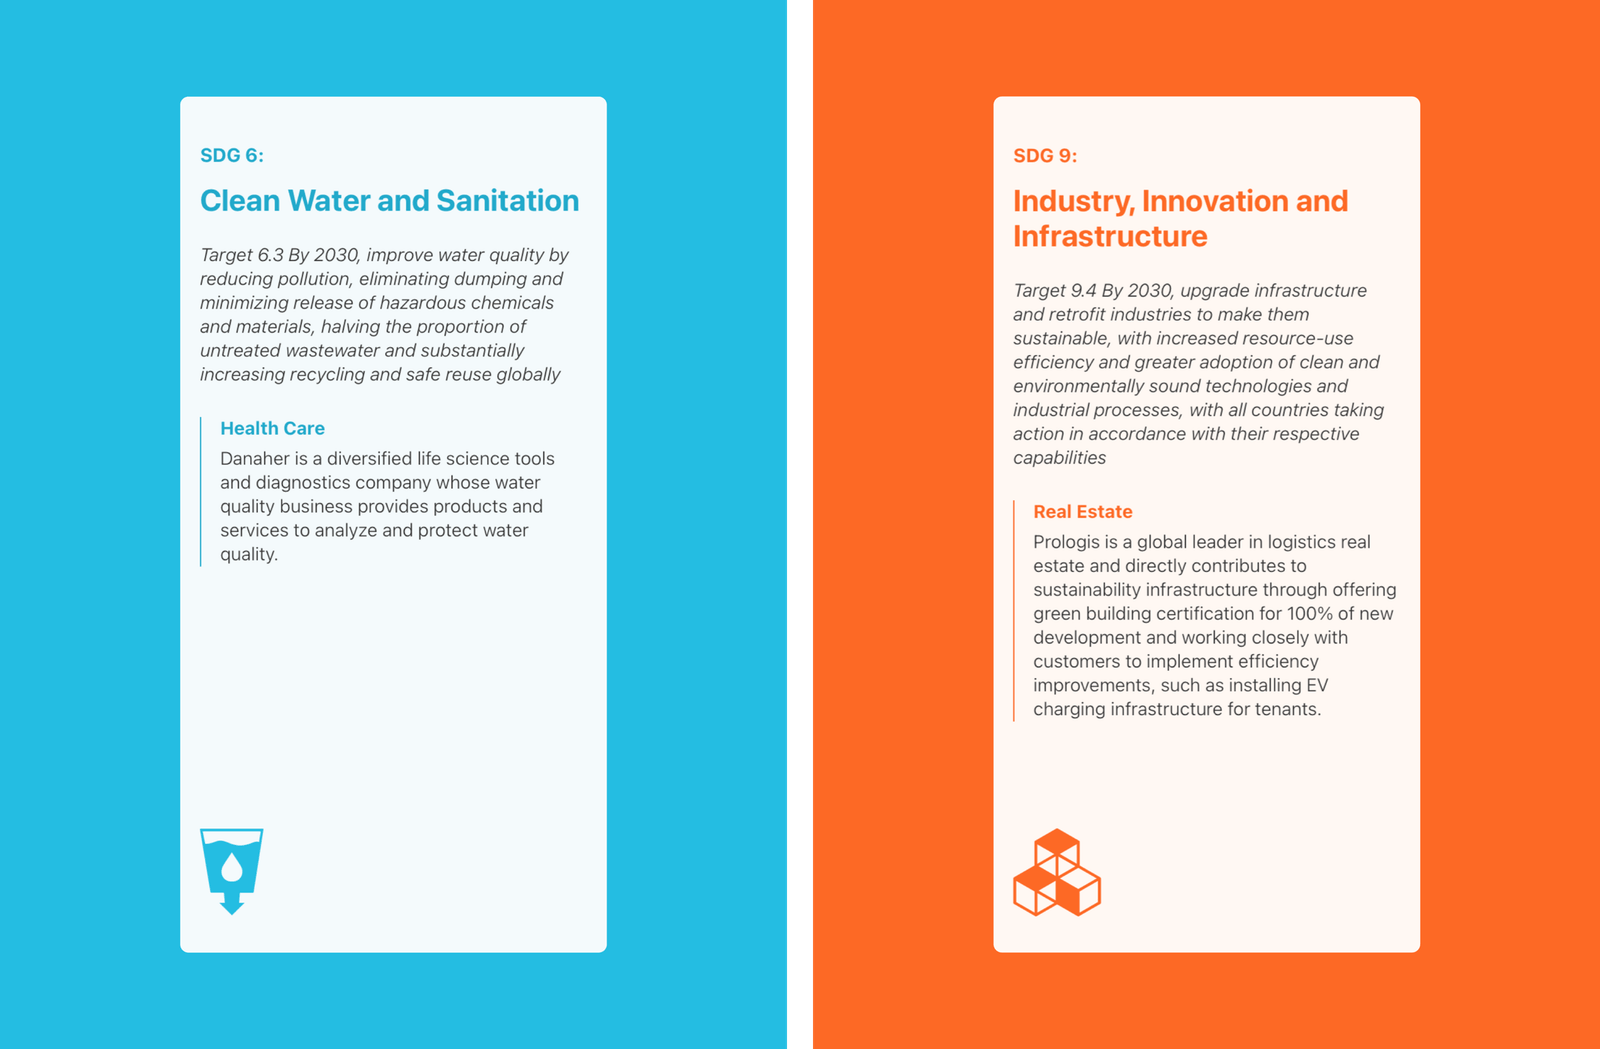 SDG 6:
Clean Water and Sanitation
Target 6.3 By 2030, improve water quality by
reducing pollution, eliminating dumping and
minimizing release of hazardous chemicals
and materials, halving the proportion of
untreated wastewater and substantially
increasing recycling and safe reuse globally
Health Care
Danaher is a diversified life science tools
and diagnostics company whose water
quality business provides products and
services to analyze and protect water
quality.
SDG 9:
Industry, Innovation and
Infrastructure
Target 9.4 By 2030, upgrade infrastructure
and retrofit industries to make them
sustainable, with increased resource-use
efficiency and greater adoption of clean and
environmentally sound technologies and
industrial processes, with all countries taking
action in accordance with their respective
capabilities
Real Estate
Prologis is a global leader in logistics real
estate and directly contributes to
sustainability infrastructure through offering
green building certification for 100% of new
development and working closely with
customers to implement efficiency
improvements, such as installing EV
charging infrastructure for tenants.